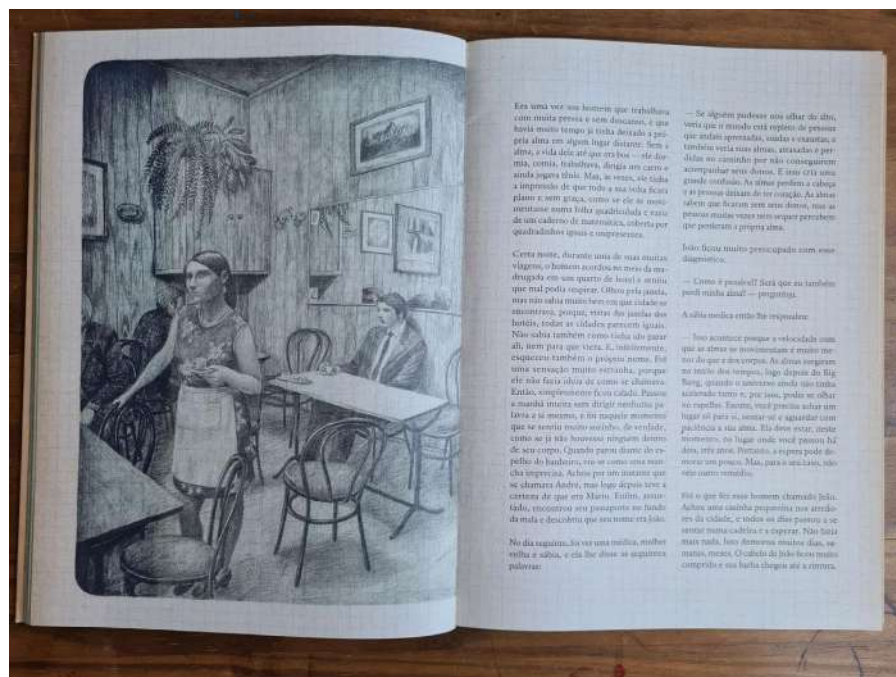 Era uma vez um homem que trabalhava
com muita pressa e sem descanso, e que
havia muito tempo já tinha deixado a pró-
pria alma em algum lugar distante. Sem a
alma, a vida dele até que era boa — ele dor-
mia, comia, trabalhava, dirigia um carro e
ainda jogava tênis. Mas, às vezes, ele tinha
a impressão de que tudo a sua volta ficara
plano e sem graça, como se ele se movi-
mentasse numa folha quadriculada e vazia
de um caderno de matemática, coberta por
quadradinhos iguais e onipresentes.
Certa noite, durante uma de suas muitas
viagens, o homem acordou no meio da ma-
drugada em um quarto de hotel e sentiu
que mal podia respirar. Olhou pela janela,
mas não sabia muito bem em que cidade se
encontrava, porque, vistas das janelas dos
hotéis, todas as cidades parecem iguais.
Não sabia também como tinha ido parar
ali, nem para que viera. E, infelizmente,
esqueceu também o próprio nome. Foi
uma sensação muito estranha, porque
ele não fazia ideia de como se chamava.
Então, simplesmente ficou calado. Passou
a manhã inteira sem dirigir nenhuma pa-
lavra a si mesmo, e foi naquele momento
que se sentiu muito sozinho, de verdade,
como se já não houvesse ninguém dentro
de seu corpo. Quando parou diante do es-
pelho do banheiro, viu-se como uma man-
cha imprecisa. Achou por um instante que
se chamava André, mas logo depois teve a
certeza de que era Mário. Enfim, assus-
tado, encontrou seu passaporte no fundo
da mala e descobriu que seu nome era João.
No dia seguinte, foi ver uma médica, mulher
velha e sábia, e ela lhe disse as seguintes
palavras:
— Se alguém pudesse nos olhar do alto,
veria que o mundo está repleto de pessoas
que andam apressadas, suadas e exaustas, e
também veria suas almas, atrasadas e per-
didas no caminho por não conseguirem
acompanhar seus donos. E isso cria uma
grande confusão. As almas perdem a cabeça
e as pessoas deixam de ter coração. As almas
sabem que ficaram sem seus donos, mas as
pessoas muitas vezes nem sequer percebem
que perderam a própria alma.
João ficou muito preocupado com esse
diagnóstico.
— Como é possível? Será que eu também
perdi minha alma? — perguntou.
A sábia médica então lhe respondeu:
— Isso acontece porque a velocidade com
que as almas se movimentam é muito me-
nor do que a dos corpos. As almas surgiram
no início dos tempos, logo depois do Big
Bang, quando o universo ainda não tinha
acelerado tanto e, por isso, podia se olhar
no espelho. Escute, você precisa achar um
lugar só para si, sentar-se e aguardar com
paciência a sua alma. Ela deve estar, neste
momento, no lugar onde você passou há
dois, três anos. Portanto, a espera pode de-
morar um pouco. Mas, para o seu caso, não
vejo outro remédio.
Foi o que fez esse homem chamado João.
Achou uma casinha pequenina nos arredo-
res da cidade, e todos os dias passou a se
sentar numa cadeira e a esperar. Não fazia
mais nada. Isso demorou muitos dias, se-
manas, meses. O cabelo de João ficou muito
comprido e sua barba chegou até a cintura.